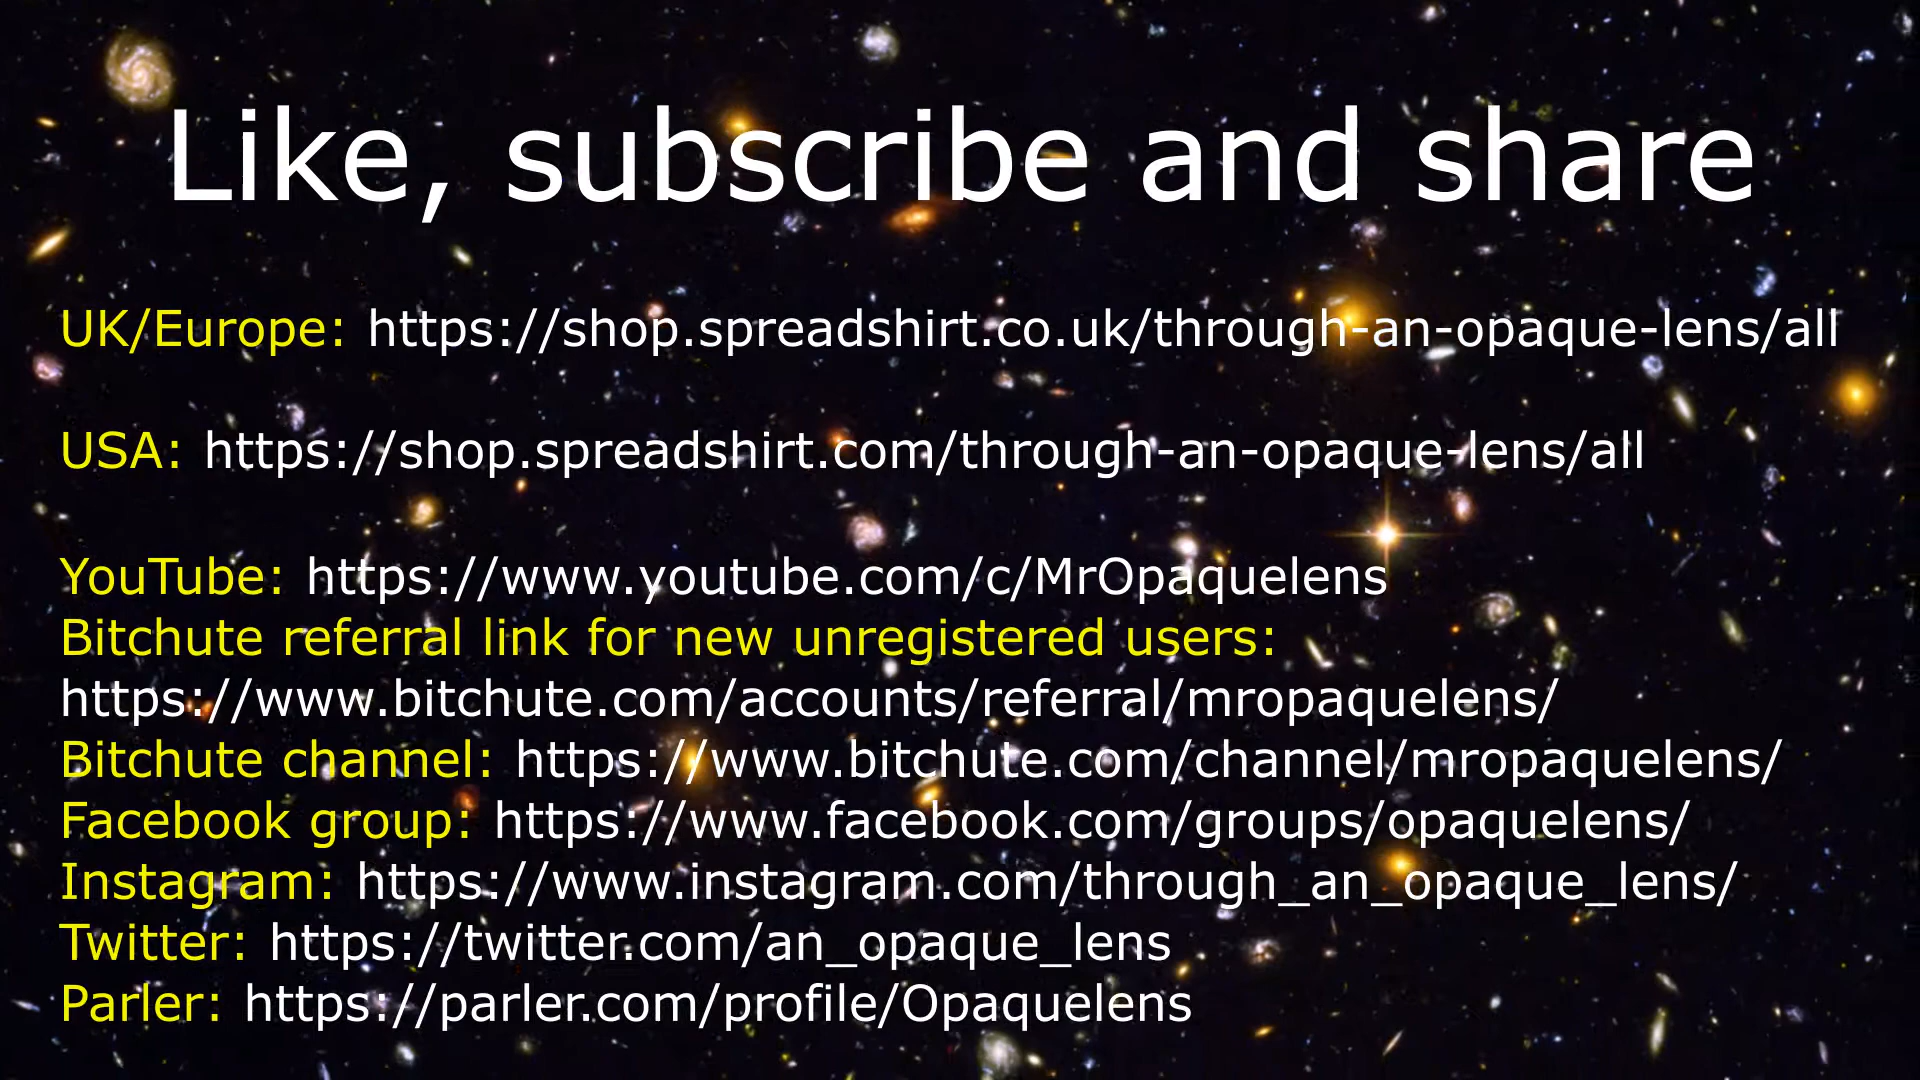 Like, subscribe and share
UK/Europe: https://shop.spreadshirt.co.uk/through-an-opaque-lens/all
USA: https://shop.spreadshirt.com/through-an-opaque-lens/all
YouTube: https://www.youtube.com/c/MrOpaquelens
Bitchute referral link for new unregistered users:
https://www.bitchute.com/accounts/referral/mropaquelens/
Bitchute channel: https://www.bitchute.com/channel/mropaquelens/
Facebook group: https://www.facebook.com/groups/opaquelens/
Instagram: https://www.instagram.com/through_an_opaque_lens/
Twitter: https://twitter.com/an_opaque_lens
Parler: https://parler.com/profile/Opaquelens